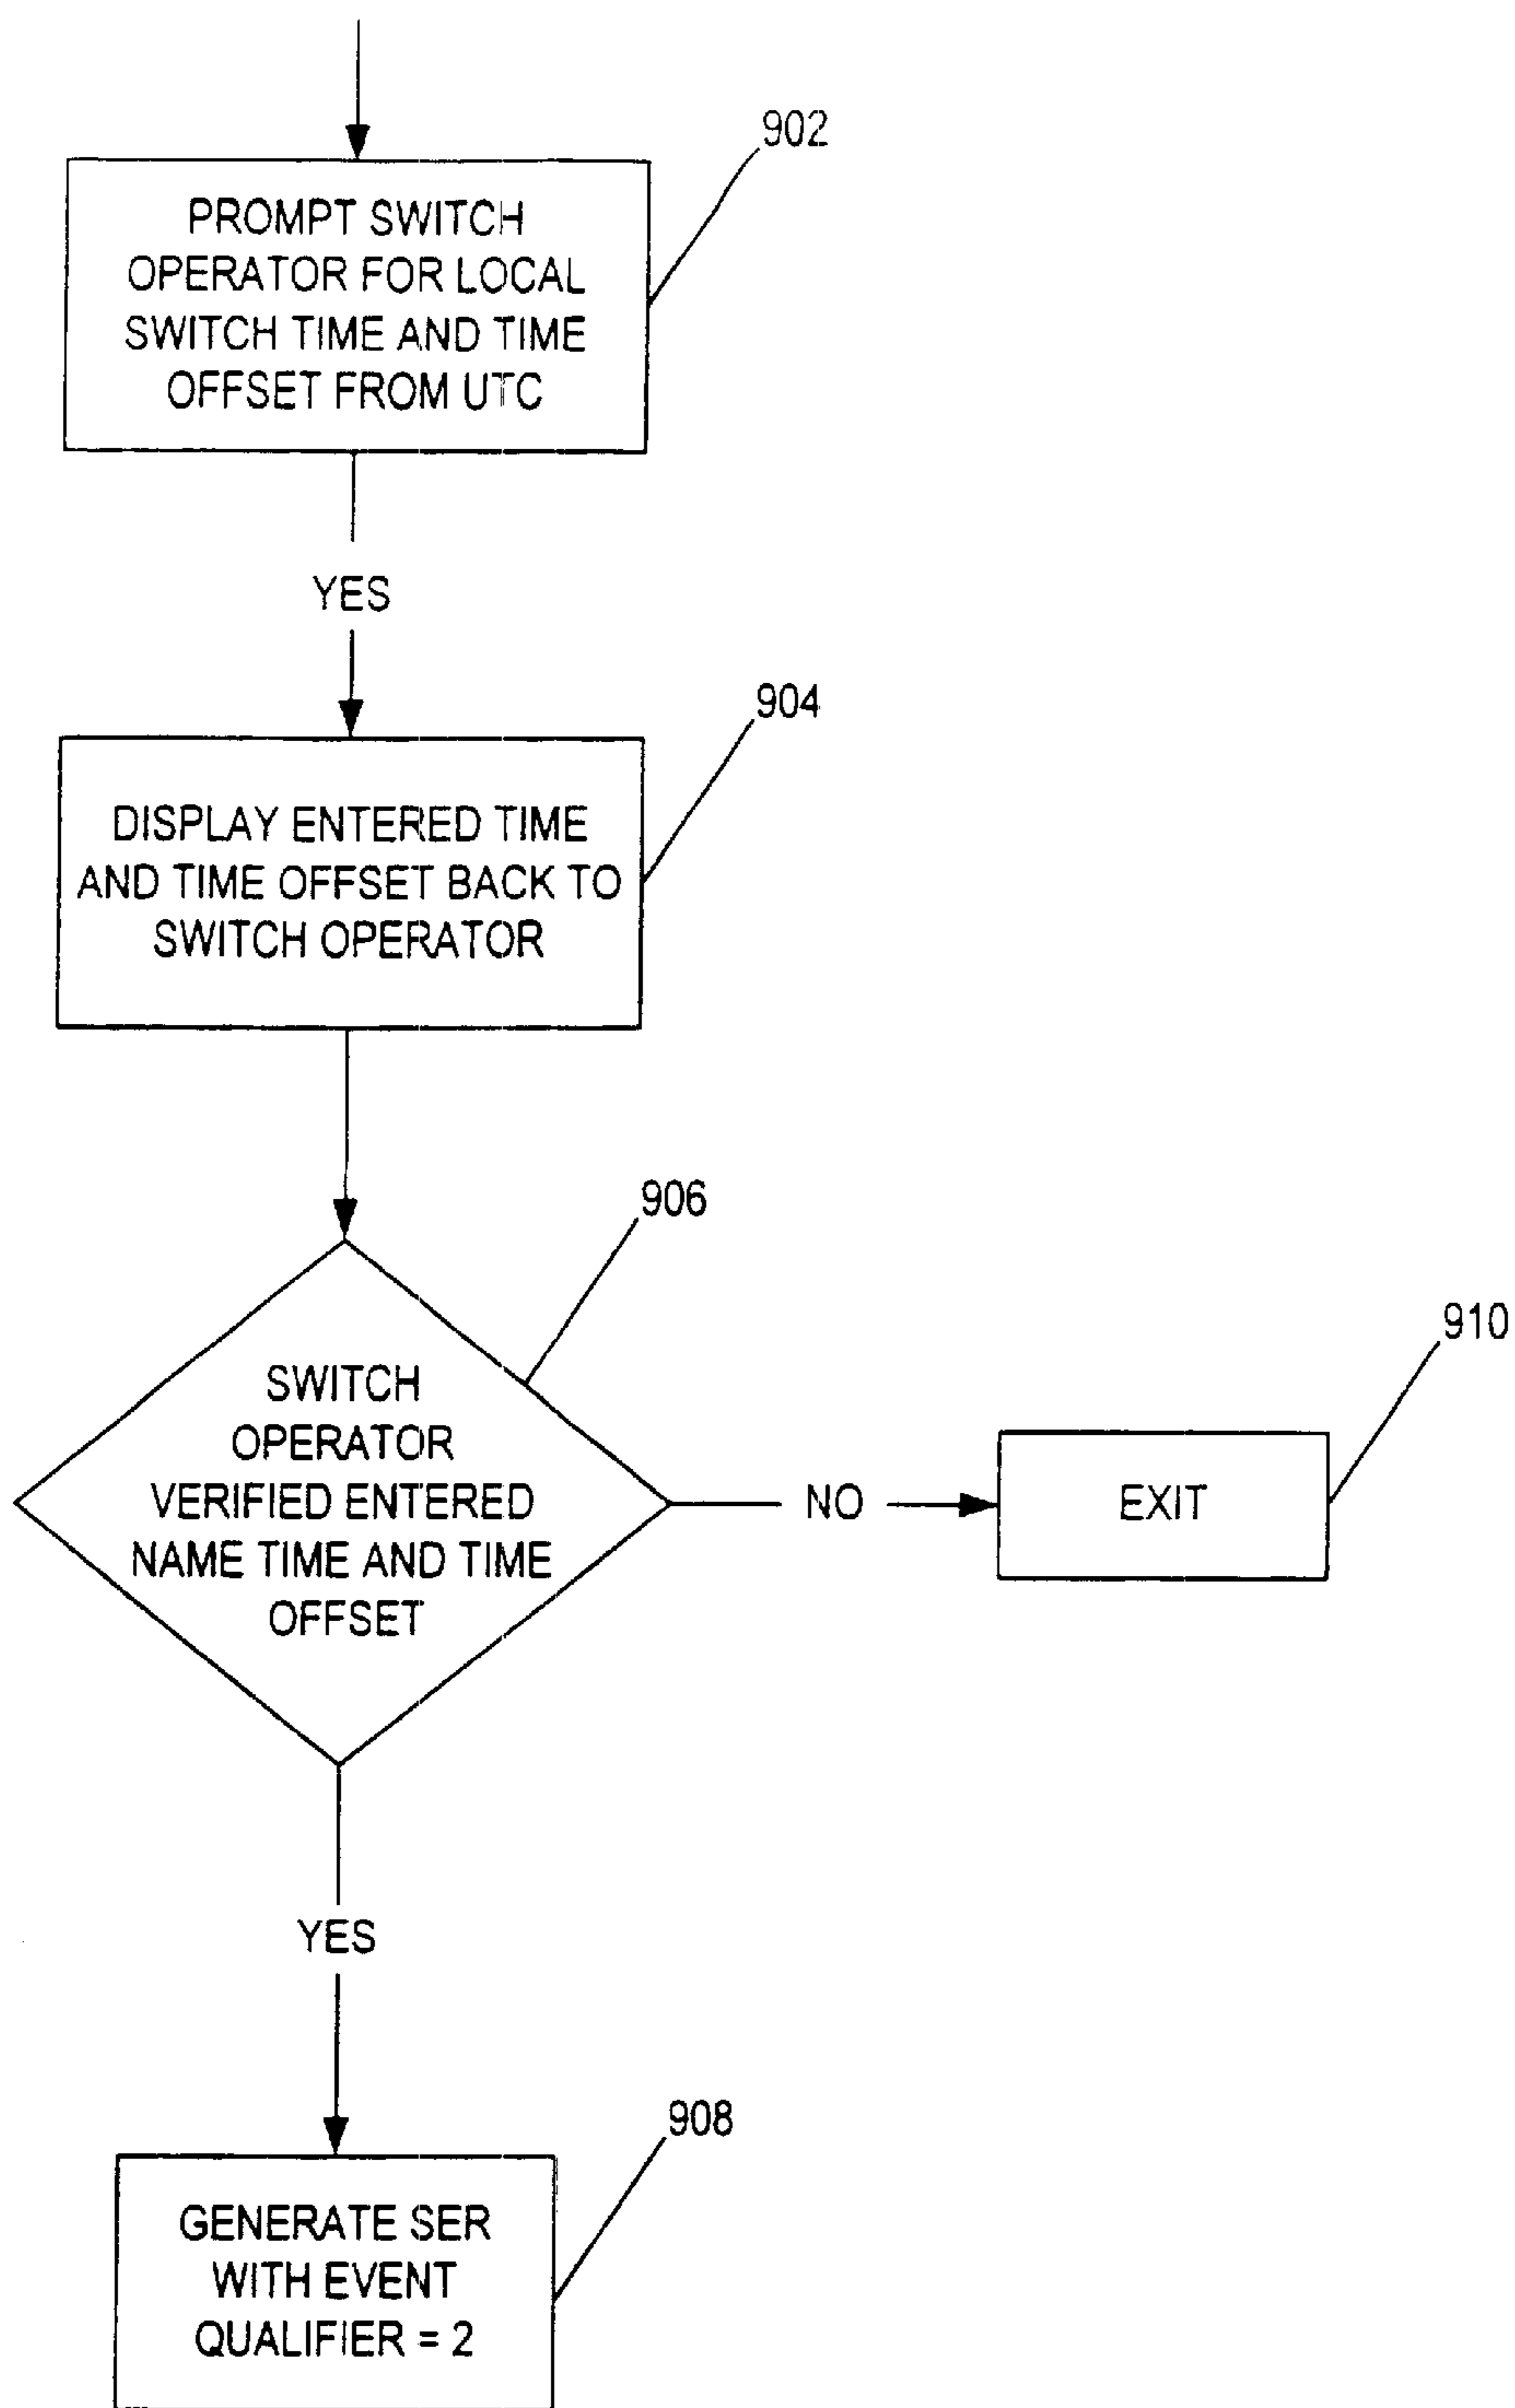 902
PROMPT SWITCH
OPERATOR FOR LOCAL
SWITCH TIME AND TIME
OFFSET FROM UTC
YES
904
DISPLAY ENTERED TIME
AND TIME OFFSET BACK TO
SWITCH OPERATOR
906
SWITCH
OPERATOR
VERIFIED ENTERED
NAME TIME AND TIME
OFFSET
NO
910
EXIT
YES
908
GENERATE SER
WITH EVENT
QUALIFIER = 2